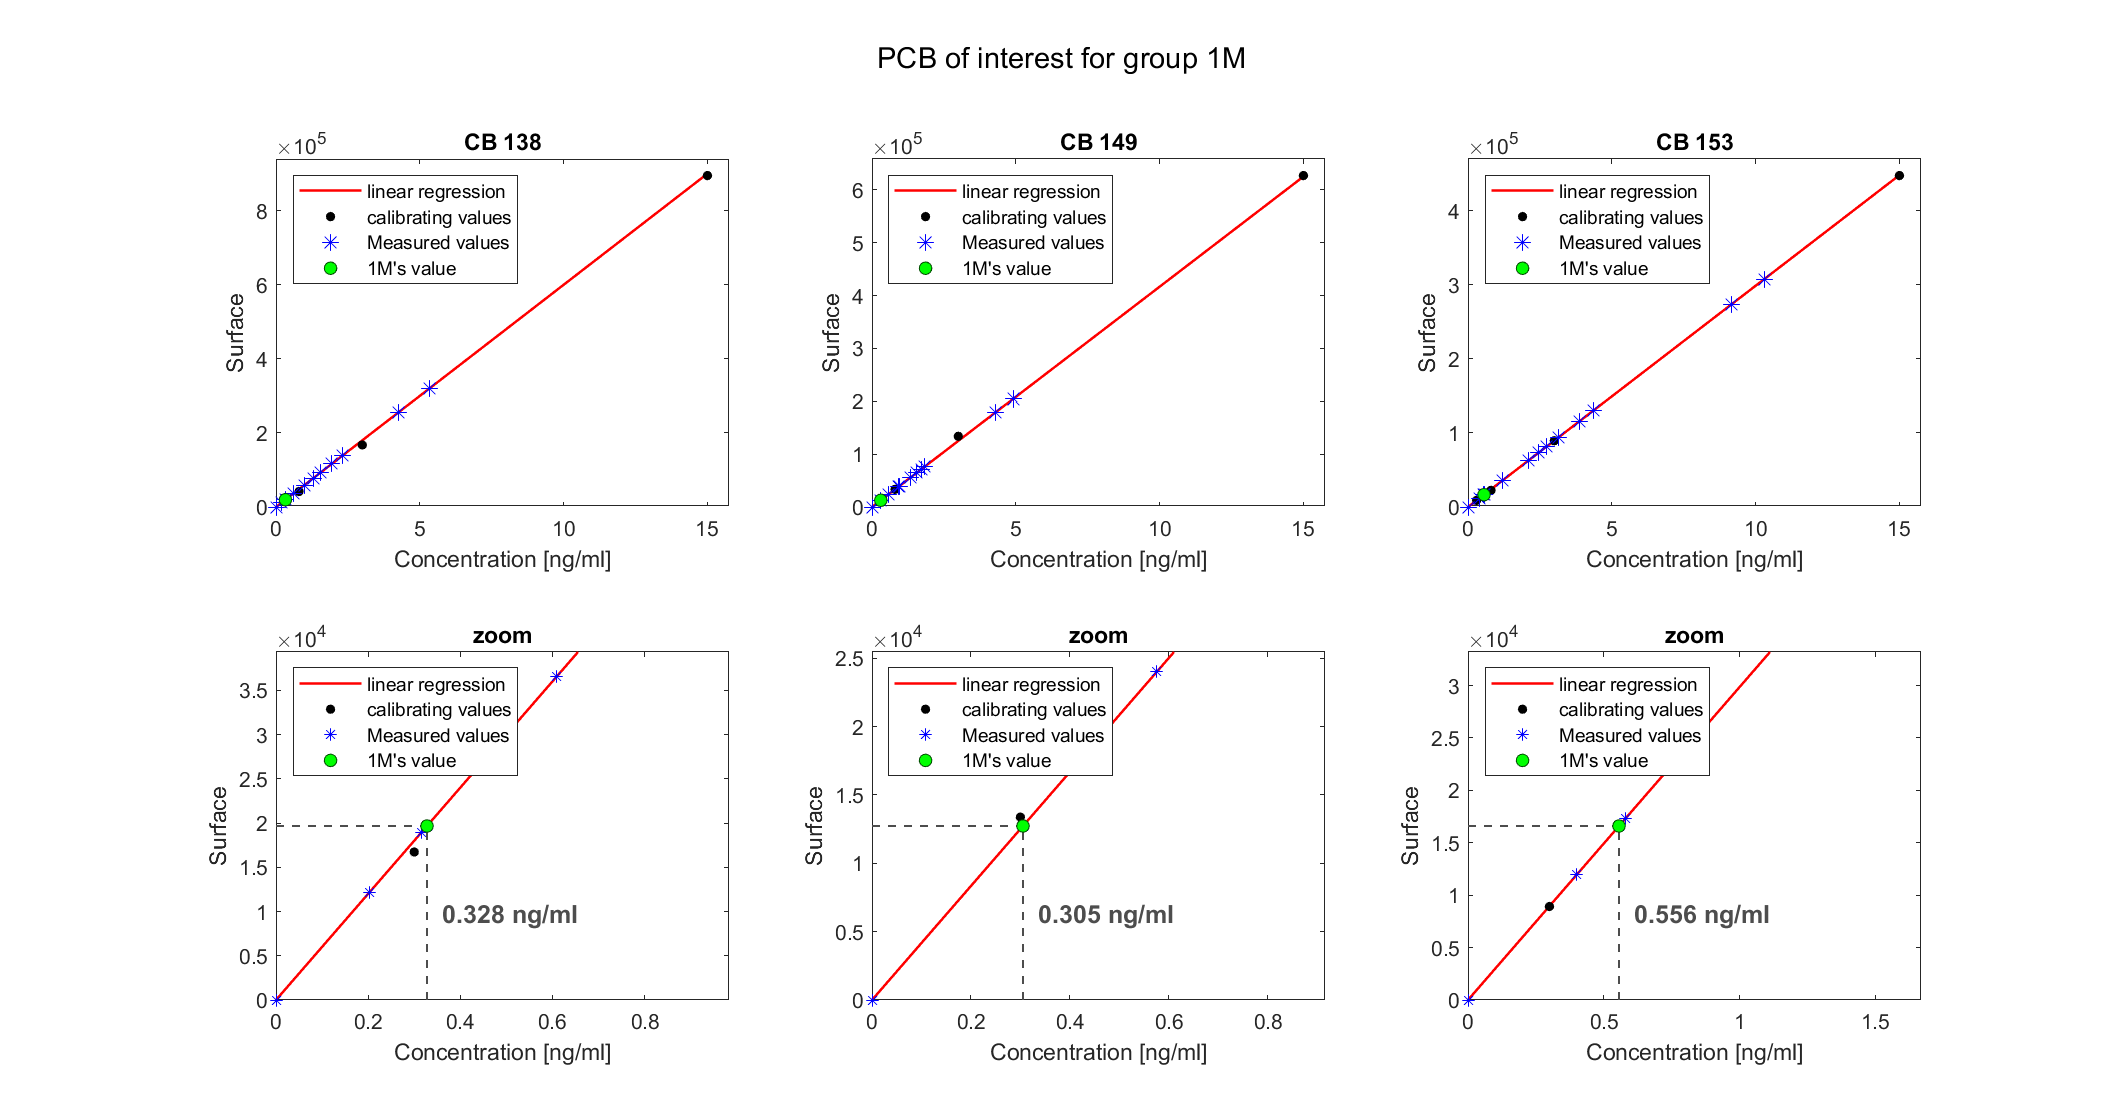 PCB of interest for group 1M
CB 138
×10^5
linear regression
calibrating values
Measured values
1M's value
8
6
4
2
0
0 5 10 15
Surface
Concentration [ng/ml]
CB 149
×10^5
linear regression
calibrating values
Measured values
1M's value
6
5
4
3
2
1
0
0 5 10 15
Surface
Concentration [ng/ml]
CB 153
×10^5
linear regression
calibrating values
Measured values
1M's value
4
3
2
1
0
0 5 10 15
Surface
Concentration [ng/ml]
zoom
×10^4
linear regression
calibrating values
Measured values
1M's value
3.5
3
2.5
2
1.5
1
0.5
0
0.328 ng/ml
0 0.2 0.4 0.6 0.8
Surface
Concentration [ng/ml]
zoom
×10^4
linear regression
calibrating values
Measured values
1M's value
2.5
2
1.5
1
0.5
0
0.305 ng/ml
0 0.2 0.4 0.6 0.8
Surface
Concentration [ng/ml]
zoom
×10^4
linear regression
calibrating values
Measured values
1M's value
3
2.5
2
1.5
1
0.5
0
0.556 ng/ml
0 0.5 1 1.5
Surface
Concentration [ng/ml]